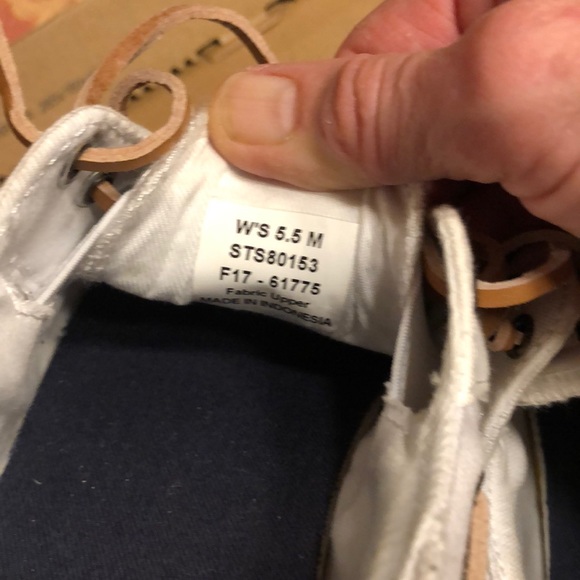 W'S 5.5 M
STS80153
F17 - 61775
Fabric Upper
MADE IN INDONESIA